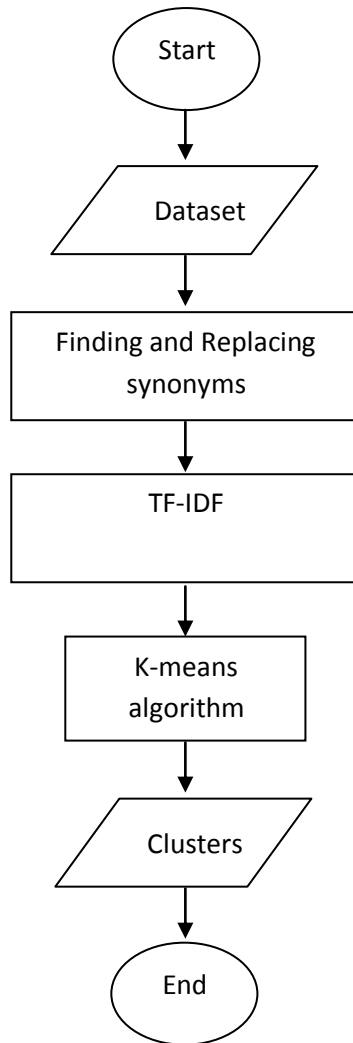 Start
Dataset
Finding and Replacing
synonyms
TF-IDF
K-means
algorithm
Clusters
End